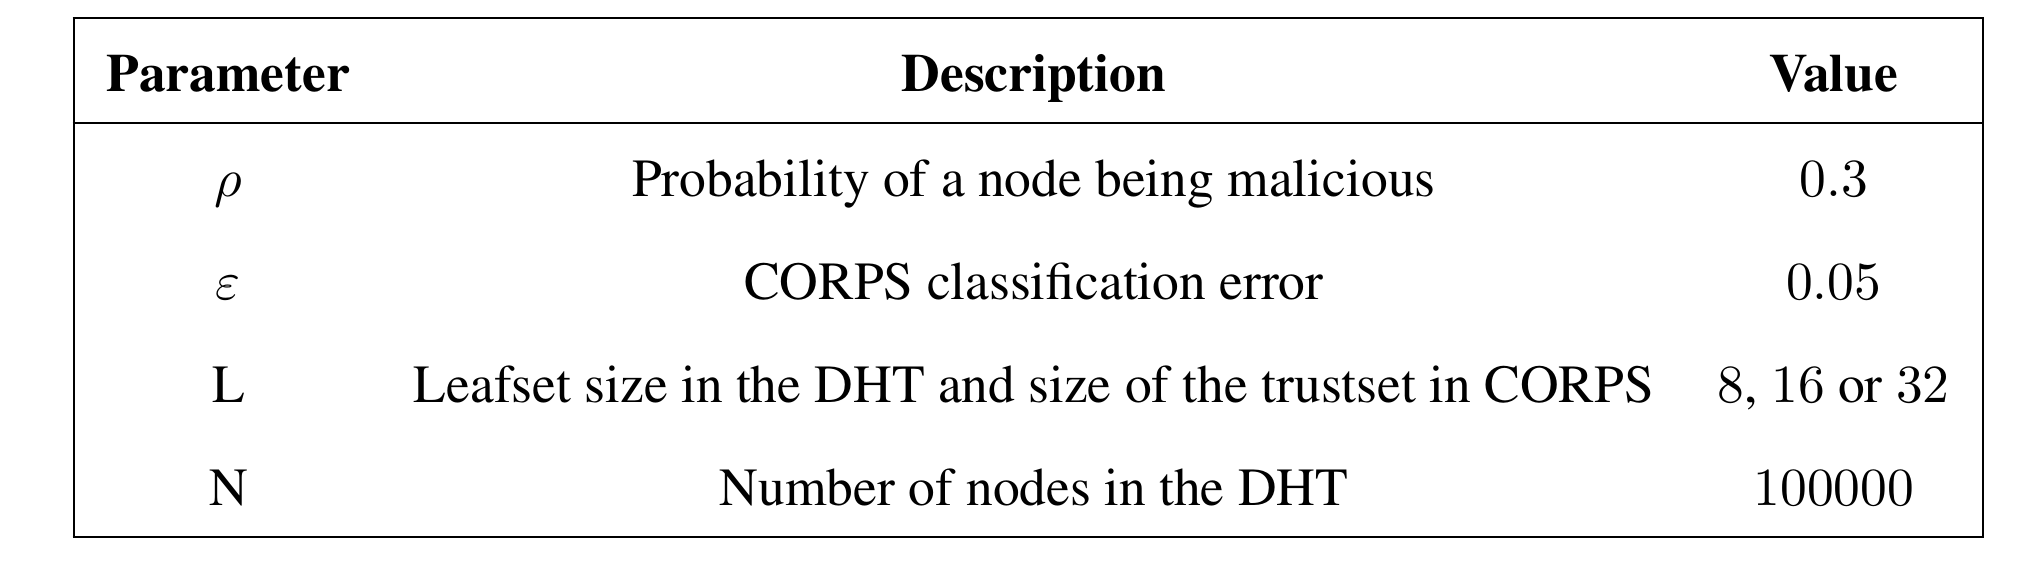 Parameter Description Value
ρ Probability of a node being malicious 0.3
ε CORPS classification error 0.05
L Leafset size in the DHT and size of the trustset in CORPS 8, 16 or 32
N Number of nodes in the DHT 100000